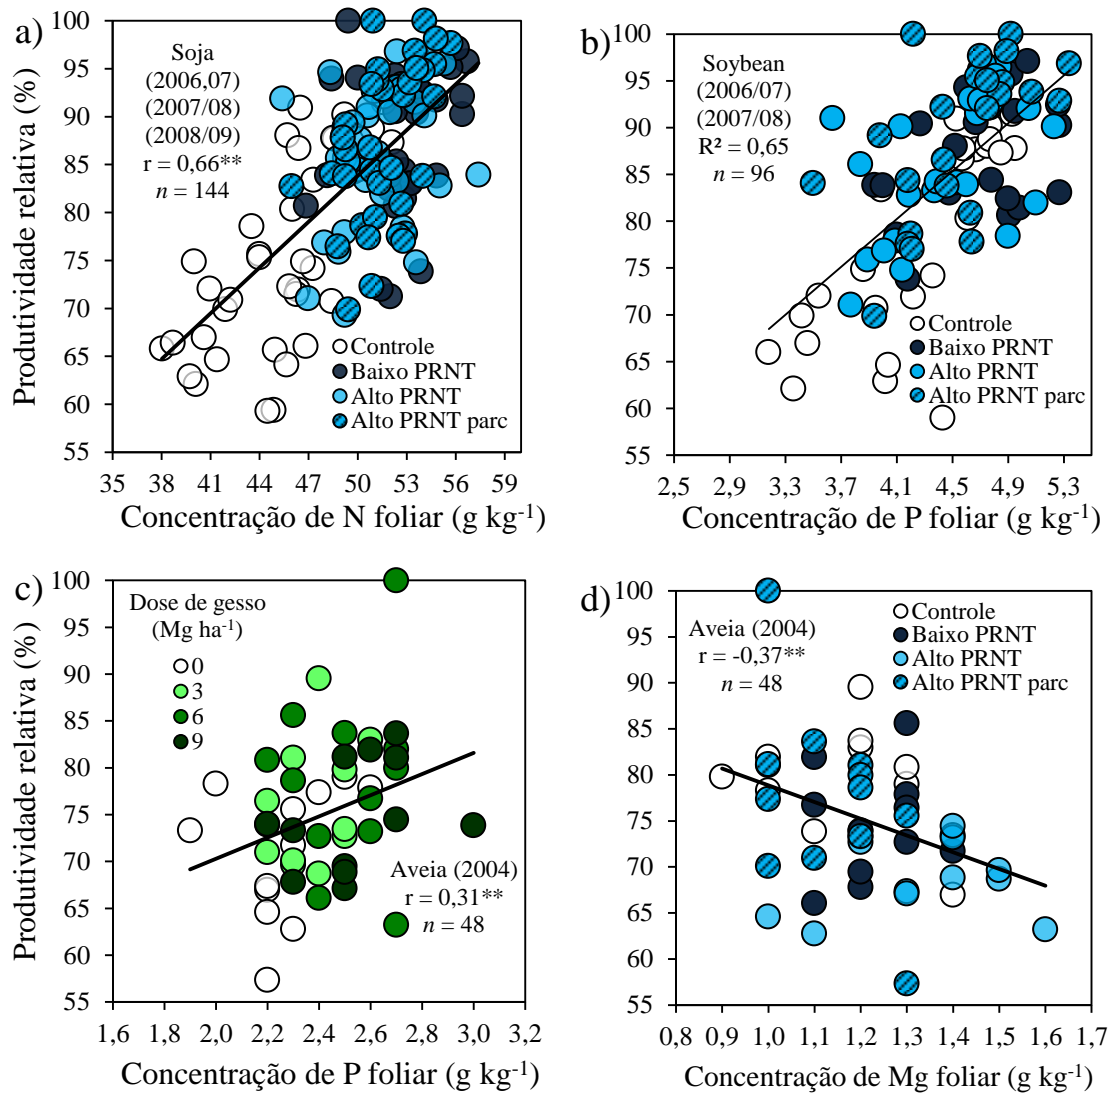 a)
Produtividade relativa (%)
100
95
90
85
80
75
70
65
60
55
Soja
(2006,07)
(2007/08)
(2008/09)
r = 0,66**
n = 144
Controle
Baixo PRNT
Alto PRNT
Alto PRNT parc
35 38 41 44 47 50 53 56 59
Concentração de N foliar (g kg-1)
b)
100
95
90
85
80
75
70
65
60
55
Soybean
(2006/07)
(2007/08)
R² = 0,65
n = 96
Controle
Baixo PRNT
Alto PRNT
Alto PRNT parc
2,5 2,9 3,3 3,7 4,1 4,5 4,9 5,3
Concentração de P foliar (g kg-1)
c)
Produtividade relativa (%)
100
95
90
85
80
75
70
65
60
55
Dose de gesso
(Mg ha-1)
0
3
6
9
Aveia (2004)
r = 0,31**
n = 48
1,6 1,8 2,0 2,2 2,4 2,6 2,8 3,0 3,2
Concentração de P foliar (g kg-1)
d)
100
95
90
85
80
75
70
65
60
55
Aveia (2004)
r = -0,37**
n = 48
Controle
Baixo PRNT
Alto PRNT
Alto PRNT parc
0,8 0,9 1,0 1,1 1,2 1,3 1,4 1,5 1,6 1,7
Concentração de Mg foliar (g kg-1)